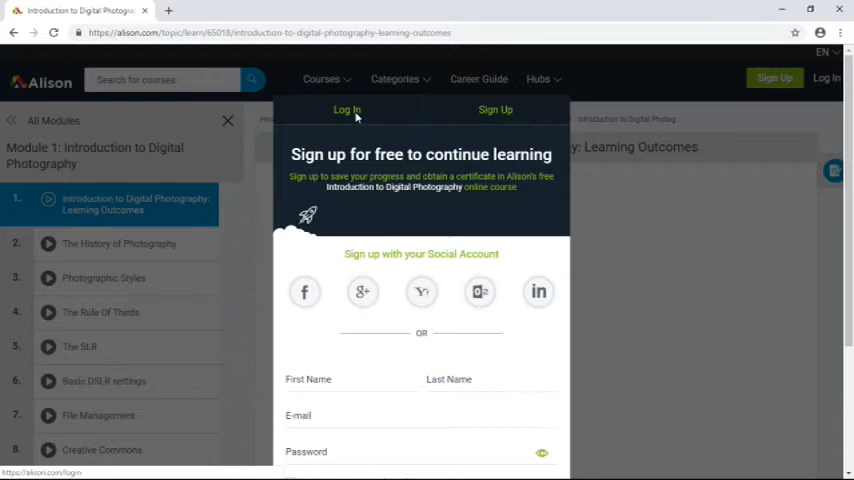 Introduction to Digital Photogra
https://alison.com/topic/learn/65018/introduction-to-digital-photography-learning-outcomes
EN
Alison
Search for courses
Courses
Categories
Career Guide
Hubs
Sign Up
Log In
All Modules
Module 1: Introduction to Digital
Photography
1.
Introduction to Digital Photography:
Learning Outcomes
2.
The History of Photography
3.
Photographic Styles
4.
The Rule Of Thirds
5.
The SLR
6.
Basic DSLR settings
7.
File Management
8.
Creative Commons
Introduction to Digital Photog...
y: Learning Outcomes
Log In
Sign Up
Sign up for free to continue learning
Sign up to save your progress and obtain a certificate in Alison's free
Introduction to Digital Photography online course
Sign up with your Social Account
f
g+
Y!
in
OR
First Name
Last Name
E-mail
Password
https://alison.com/login